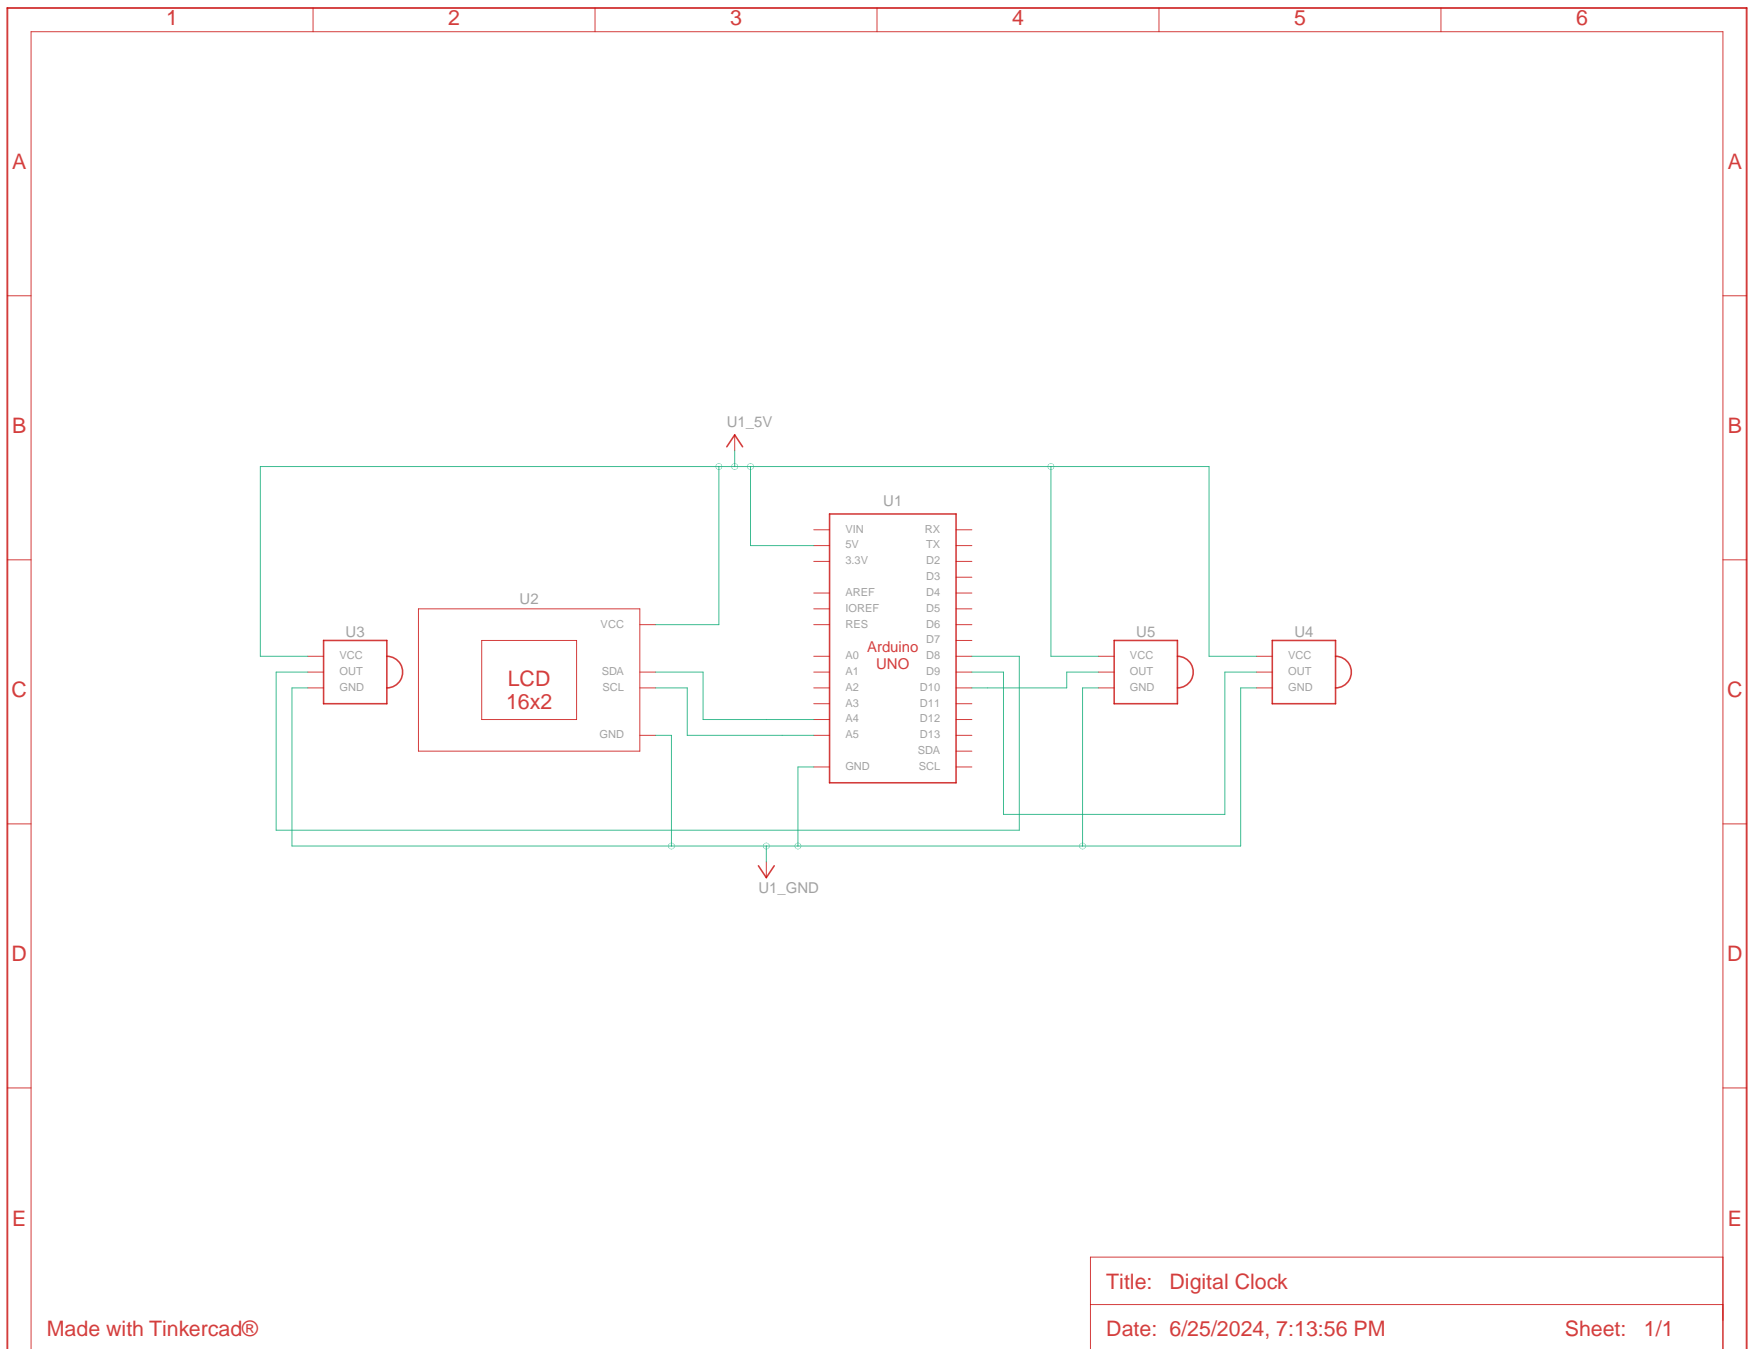 1 2 3 4 5 6
A A
B B
U1_5V
U1
VIN RX
5V TX
3.3V D2
D3
AREF D4
IOREF D5
RES D6
D7
A0 D8
A1 D9
A2 D10
A3 D11
A4 D12
A5 D13
SDA
GND SCL
Arduino
UNO
U2
VCC
SDA
SCL
GND
LCD
16x2
U3
VCC
OUT
GND
U5
VCC
OUT
GND
U4
VCC
OUT
GND
C C
U1_GND
D D
E E
Title: Digital Clock
Made with Tinkercad®
Date: 6/25/2024, 7:13:56 PM Sheet: 1/1